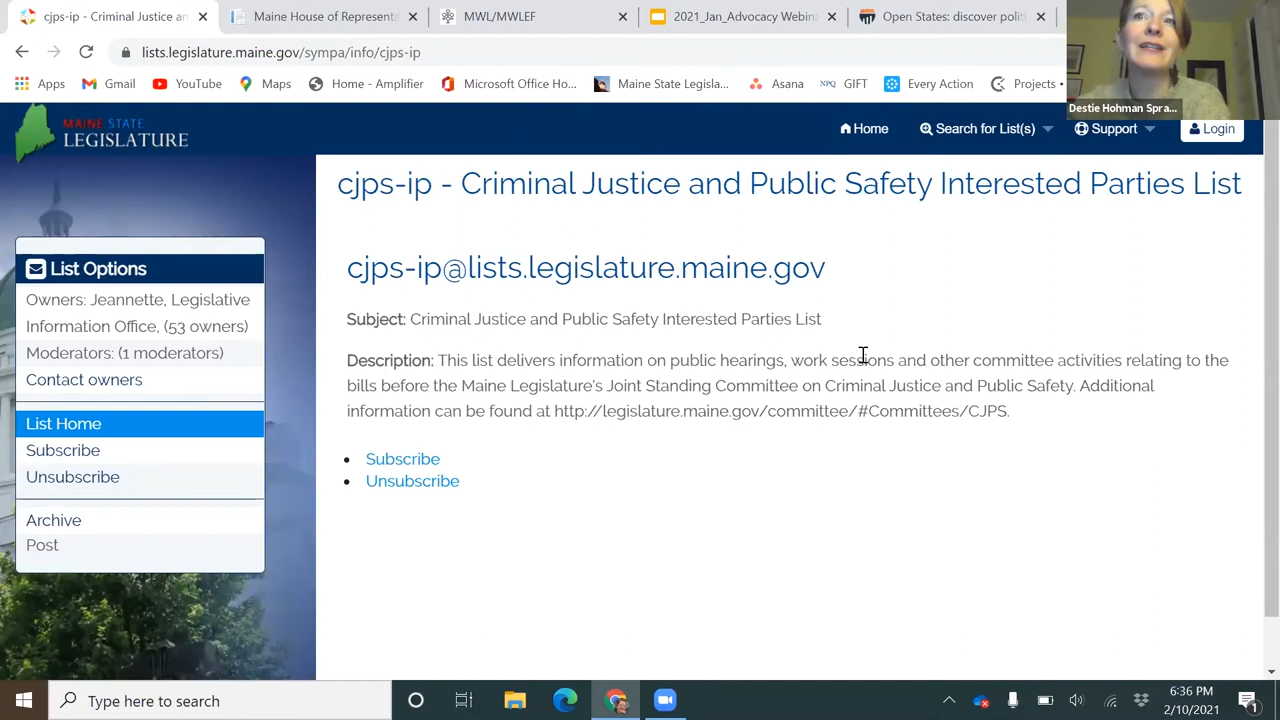 cjps-ip - Criminal Justice an
Maine House of Represent
MWL/MWLEF
2021_Jan_Advocacy Webina
Open States: discover politi
lists.legislature.maine.gov/sympa/info/cjps-ip
Apps
Gmail
YouTube
Maps
Home - Amplifier
Microsoft Office Ho...
Maine State Legisla...
Asana
NPQ GIFT
Every Action
Projects -
Destie Hohman Spra...
MAINE STATE
LEGISLATURE
Home
Search for List(s)
Support
Login
cjps-ip - Criminal Justice and Public Safety Interested Parties List
List Options
Owners: Jeannette, Legislative
Information Office, (53 owners)
Moderators: (1 moderators)
Contact owners
List Home
Subscribe
Unsubscribe
Archive
Post
cjps-ip@lists.legislature.maine.gov
Subject: Criminal Justice and Public Safety Interested Parties List
Description: This list delivers information on public hearings, work sessions and other committee activities relating to the
bills before the Maine Legislature's Joint Standing Committee on Criminal Justice and Public Safety. Additional
information can be found at http://legislature.maine.gov/committee/#Committees/CJPS.
Subscribe
Unsubscribe
Type here to search
6:36 PM
2/10/2021
1